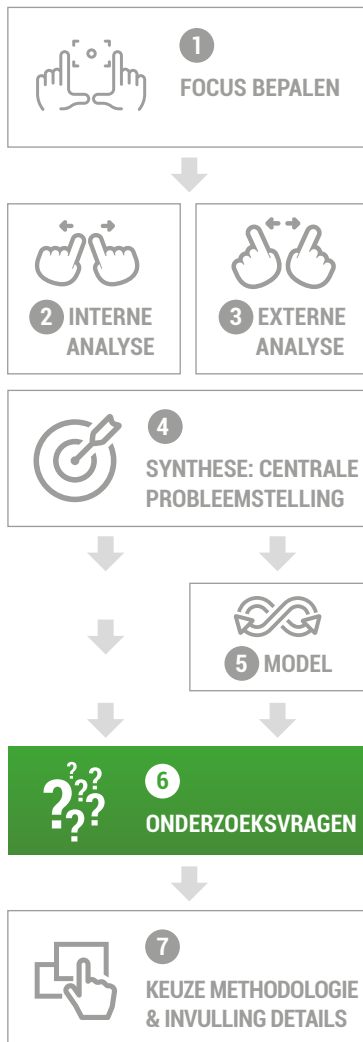 1
FOCUS BEPALEN
2 INTERNE
ANALYSE
3 EXTERNE
ANALYSE
4
SYNTHESE: CENTRALE
PROBLEEMSTELLING
5 MODEL
???
???
??
6
ONDERZOEKSVRAGEN
7
KEUZE METHODOLOGIE
& INVULLING DETAILS